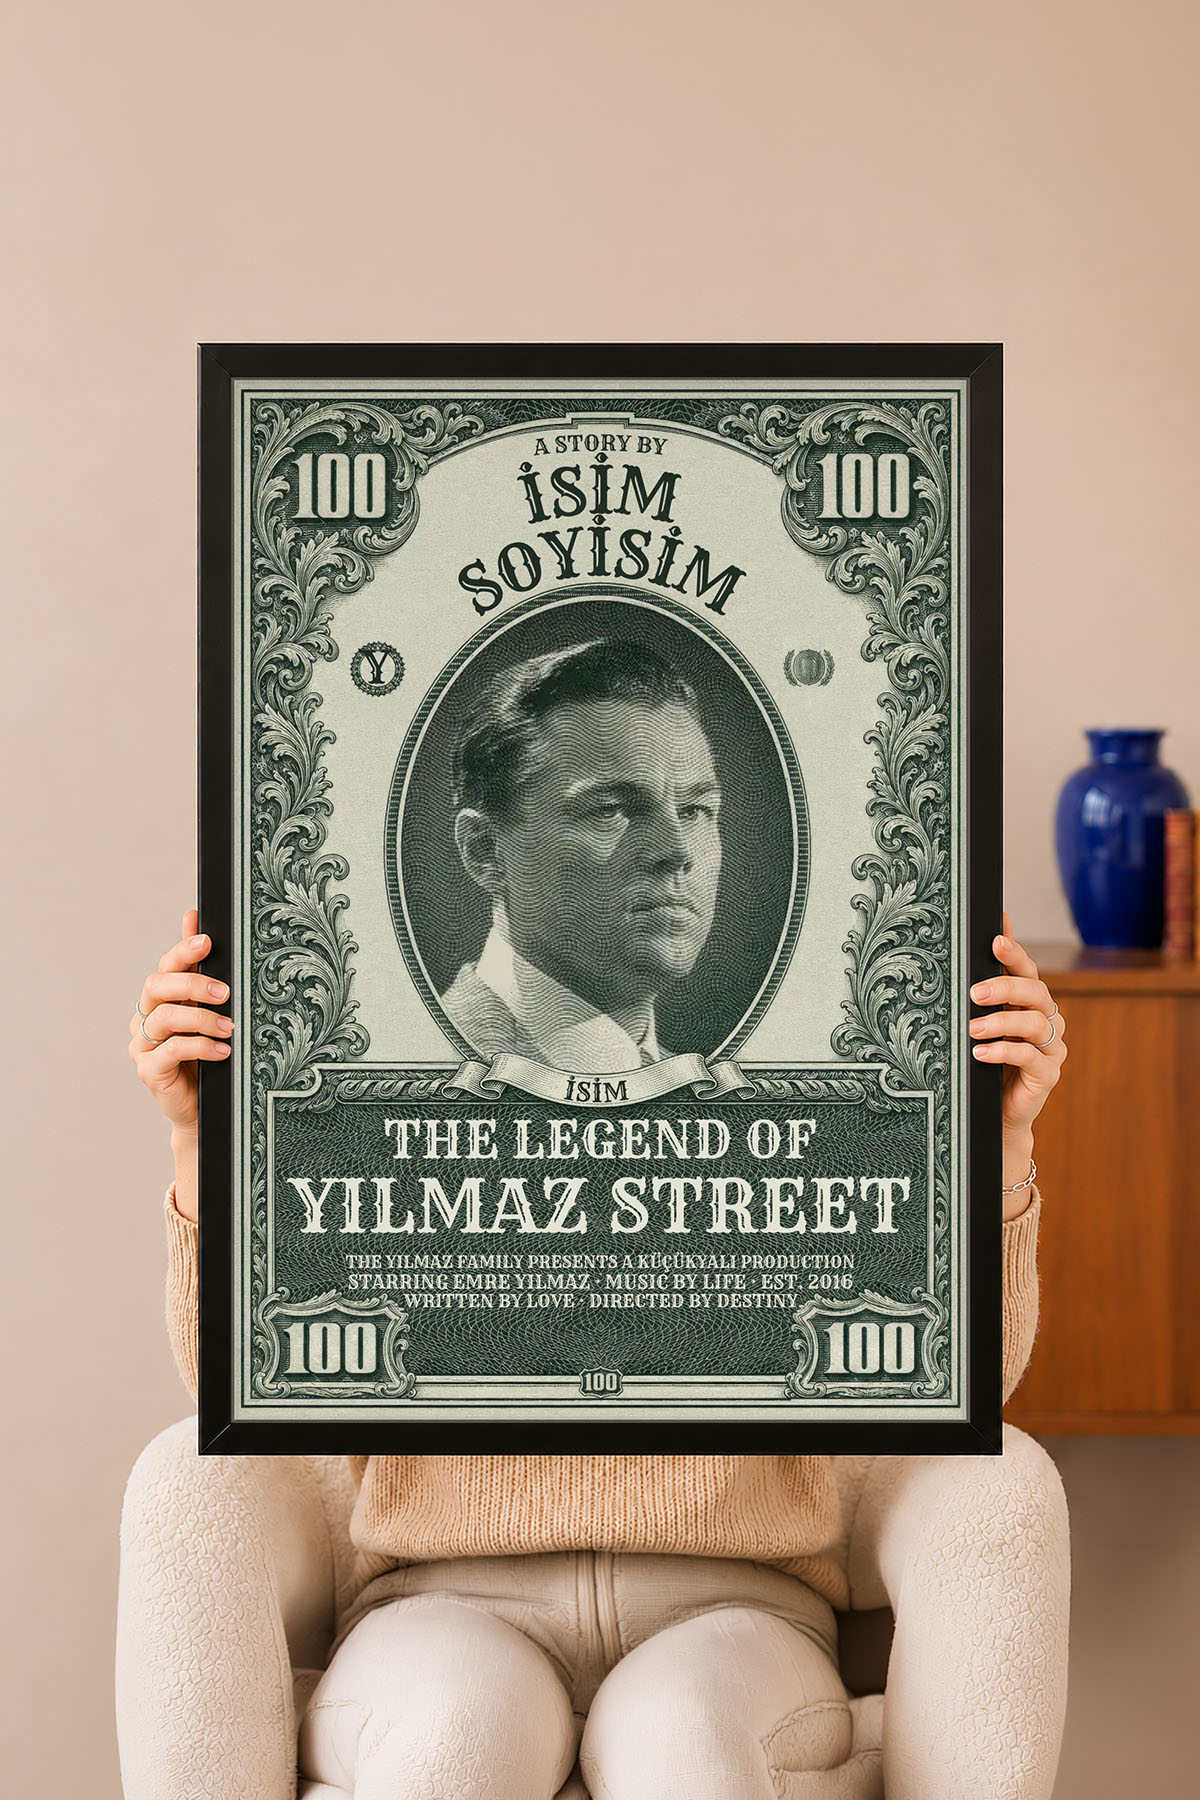 100
100
A STORY BY
İSİM
SOYİSİM
Y
İSİM
THE LEGEND OF
YILMAZ STREET
THE YILMAZ FAMILY PRESENTS A KÜÇÜKYALI PRODUCTION
STARRING EMRE YILMAZ · MUSIC BY LIFE · EST. 2016
WRITTEN BY LOVE · DIRECTED BY DESTINY
100
100
100